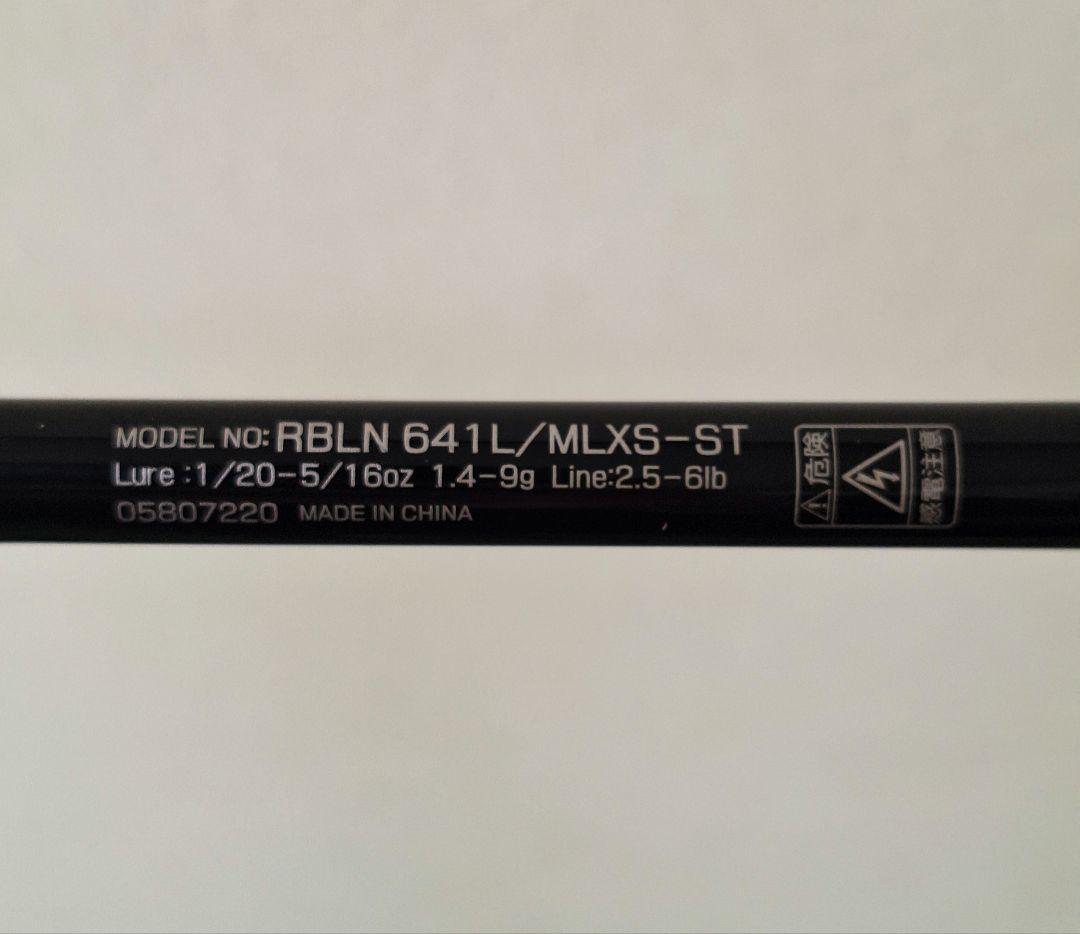 MODEL NO:RBLN 641L/MLXS-ST
Lure :1/20-5/16oz 1.4-9g Line:2.5-6lb
05807220 MADE IN CHINA
危険
感電注意